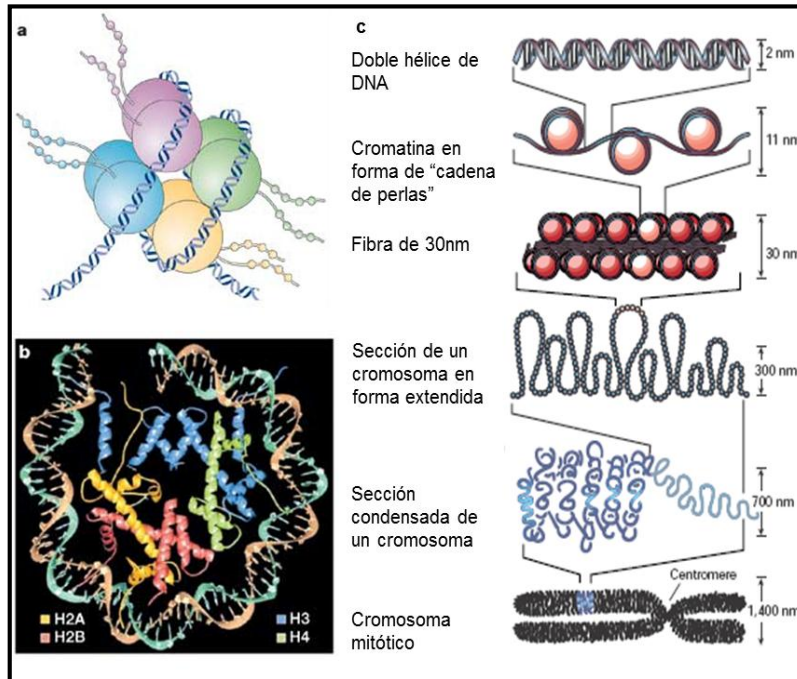 a
c
Doble hélice de
DNA
2 nm
Cromatina en
forma de “cadena
de perlas”
11 nm
Fibra de 30nm
30 nm
b
Sección de un
cromosoma en
forma extendida
300 nm
Sección
condensada de
un cromosoma
700 nm
H2A
H3
H2B
H4
Centromere
Cromosoma
mitótico
1,400 nm